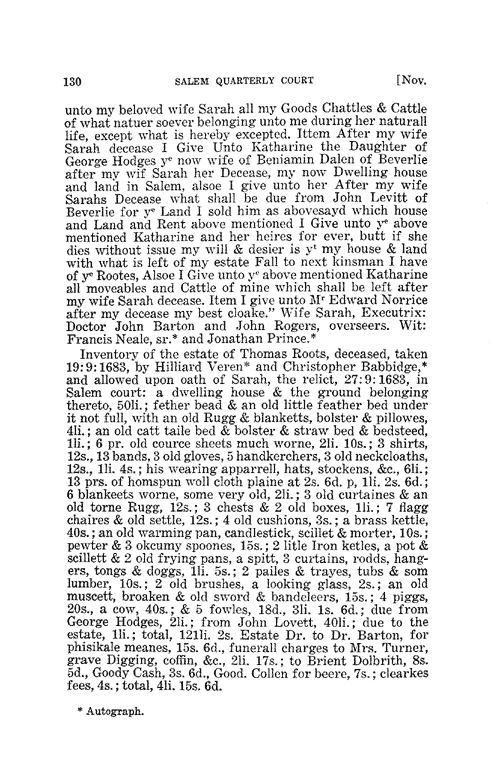 130 SALEM QUARTERLY COURT [Nov.
unto my beloved wife Sarah all my Goods Chattles & Cattle
of what natuer soever belonging unto me during her naturall
life, except what is hereby excepted. Ittem After my wife
Sarah decease I Give Unto Katharine the Daughter of
George Hodges yᵉ now wife of Beniamin Dalen of Beverlie
after my wif Sarah her Decease, my now Dwelling house
and land in Salem, alsoe I give unto her After my wife
Sarahs Decease what shall be due from John Levitt of
Beverlie for yᵉ Land I sold him as abovesayd which house
and Land and Rent above mentioned I Give unto yᵉ above
mentioned Katharine and her heires for ever, butt if she
dies without issue my will & desier is yᵗ my house & land
with what is left of my estate Fall to next kinsman I have
of yᵉ Rootes, Alsoe I Give unto yᵉ above mentioned Katharine
all moveables and Cattle of mine which shall be left after
my wife Sarah decease. Item I give unto Mʳ Edward Norrice
after my decease my best cloake." Wife Sarah, Executrix:
Doctor John Barton and John Rogers, overseers. Wit:
Francis Neale, sr.* and Jonathan Prince.*
Inventory of the estate of Thomas Roots, deceased, taken
19:9:1683, by Hilliard Veren* and Christopher Babbidge,*
and allowed upon oath of Sarah, the relict, 27:9:1683, in
Salem court: a dwelling house & the ground belonging
thereto, 50li.; fether bead & an old little feather bed under
it not full, with an old Rugg & blanketts, bolster & pillowes,
4li.; an old catt taile bed & bolster & straw bed & bedsteed,
1li.; 6 pr. old cource sheets much worne, 2li. 10s.; 3 shirts,
12s., 13 bands, 3 old gloves, 5 handkerchers, 3 old neckcloaths,
12s., 1li. 4s.; his wearing apparrell, hats, stockens, &c., 6li.;
13 prs. of homspun woll cloth plaine at 2s. 6d. p, 1li. 2s. 6d.;
6 blankeets worne, some very old, 2li.; 3 old curtaines & an
old torne Rugg, 12s.; 3 chests & 2 old boxes, 1li.; 7 flagg
chaires & old settle, 12s.; 4 old cushions, 3s.; a brass kettle,
40s.; an old warming pan, candlestick, scillet & morter, 10s.;
pewter & 3 okcumy spoones, 15s.; 2 litle Iron ketles, a pot &
scillett & 2 old frying pans, a spitt, 3 curtains, rodds, hang-
ers, tongs & doggs, 1li. 5s.; 2 pailes & trayes, tubs & som
lumber, 10s.; 2 old brushes, a looking glass, 2s.; an old
muscett, broaken & old sword & bandeleers, 15s.; 4 piggs,
20s., a cow, 40s.; & 5 fowles, 18d., 3li. 1s. 6d.; due from
George Hodges, 2li.; from John Lovett, 40li.; due to the
estate, 1li.; total, 121li. 2s. Estate Dr. to Dr. Barton, for
phisikale meanes, 15s. 6d., funerall charges to Mrs. Turner,
grave Digging, coffin, &c., 2li. 17s.; to Brient Dolbrith, 8s.
5d., Goody Cash, 3s. 6d., Good. Collen for beere, 7s.; clearkes
fees, 4s.; total, 4li. 15s. 6d.
* Autograph.